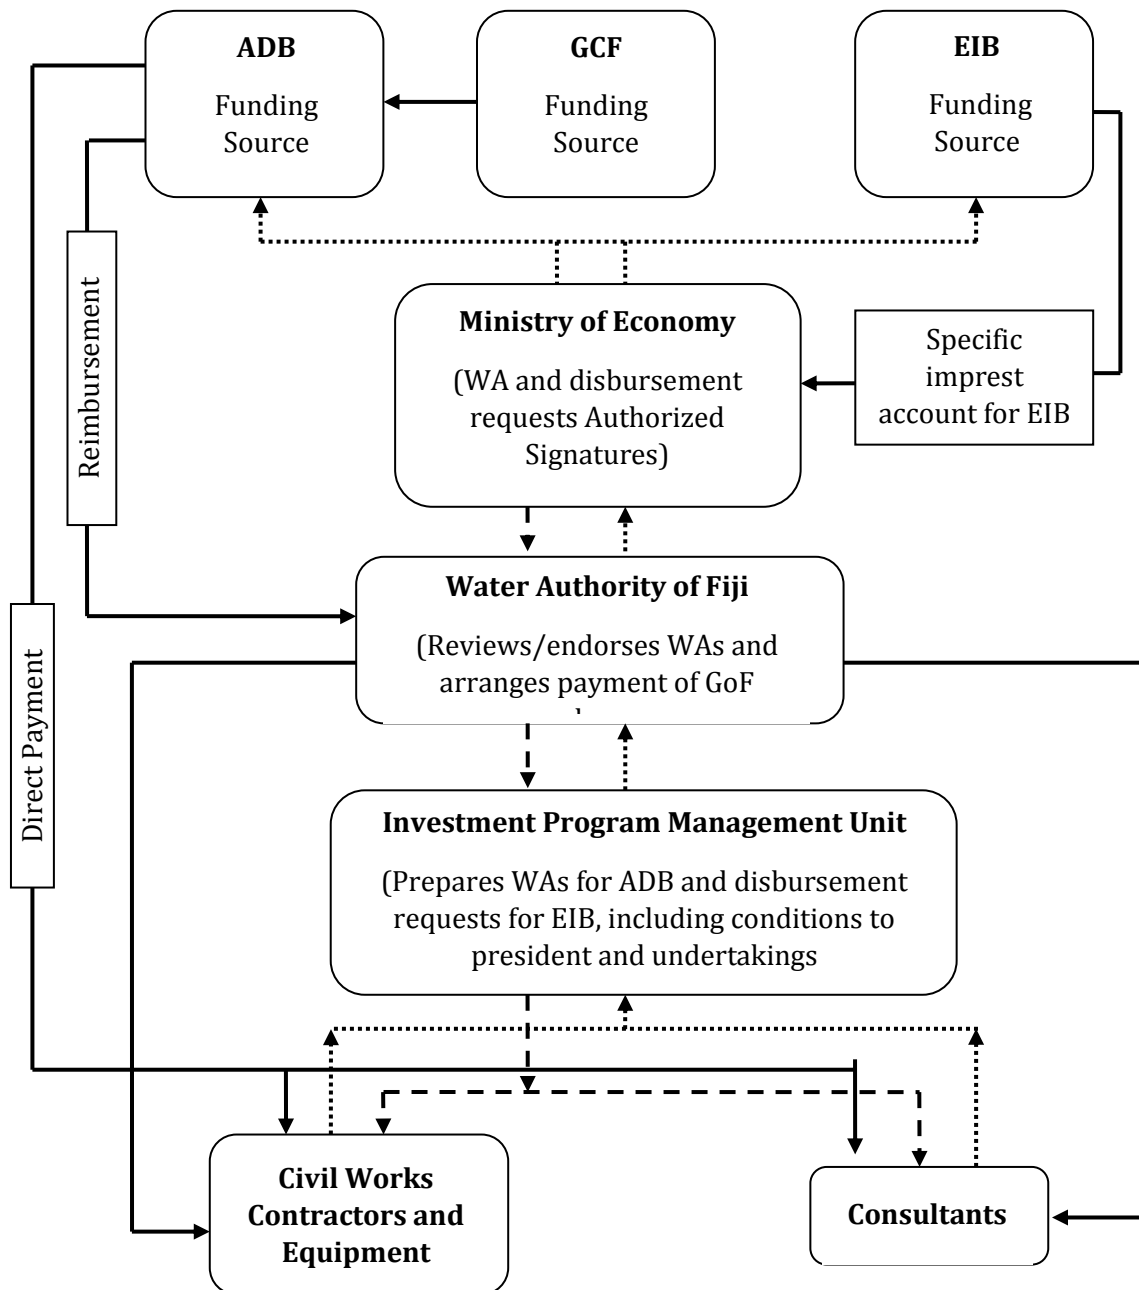 ADB
Funding
Source
GCF
Funding
Source
EIB
Funding
Source
Reimbursement
Ministry of Economy
(WA and disbursement
requests Authorized
Signatures)
Specific
imprest
account for EIB
Direct Payment
Water Authority of Fiji
(Reviews/endorses WAs and
arranges payment of GoF
Investment Program Management Unit
(Prepares WAs for ADB and disbursement
requests for EIB, including conditions to
president and undertakings
Civil Works
Contractors and
Equipment
Consultants